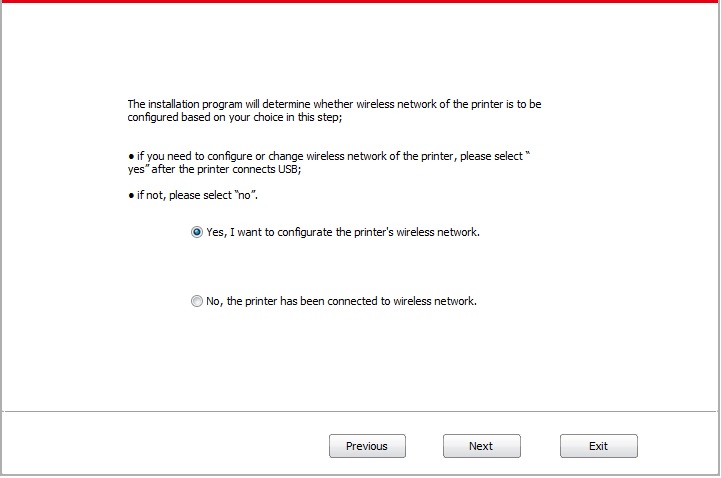 The installation program will determine whether wireless network of the printer is to be
configured based on your choice in this step;
● if you need to configure or change wireless network of the printer, please select “
yes” after the printer connects USB;
● if not, please select “no”.
Yes, I want to configurate the printer's wireless network.
No, the printer has been connected to wireless network.
Previous
Next
Exit